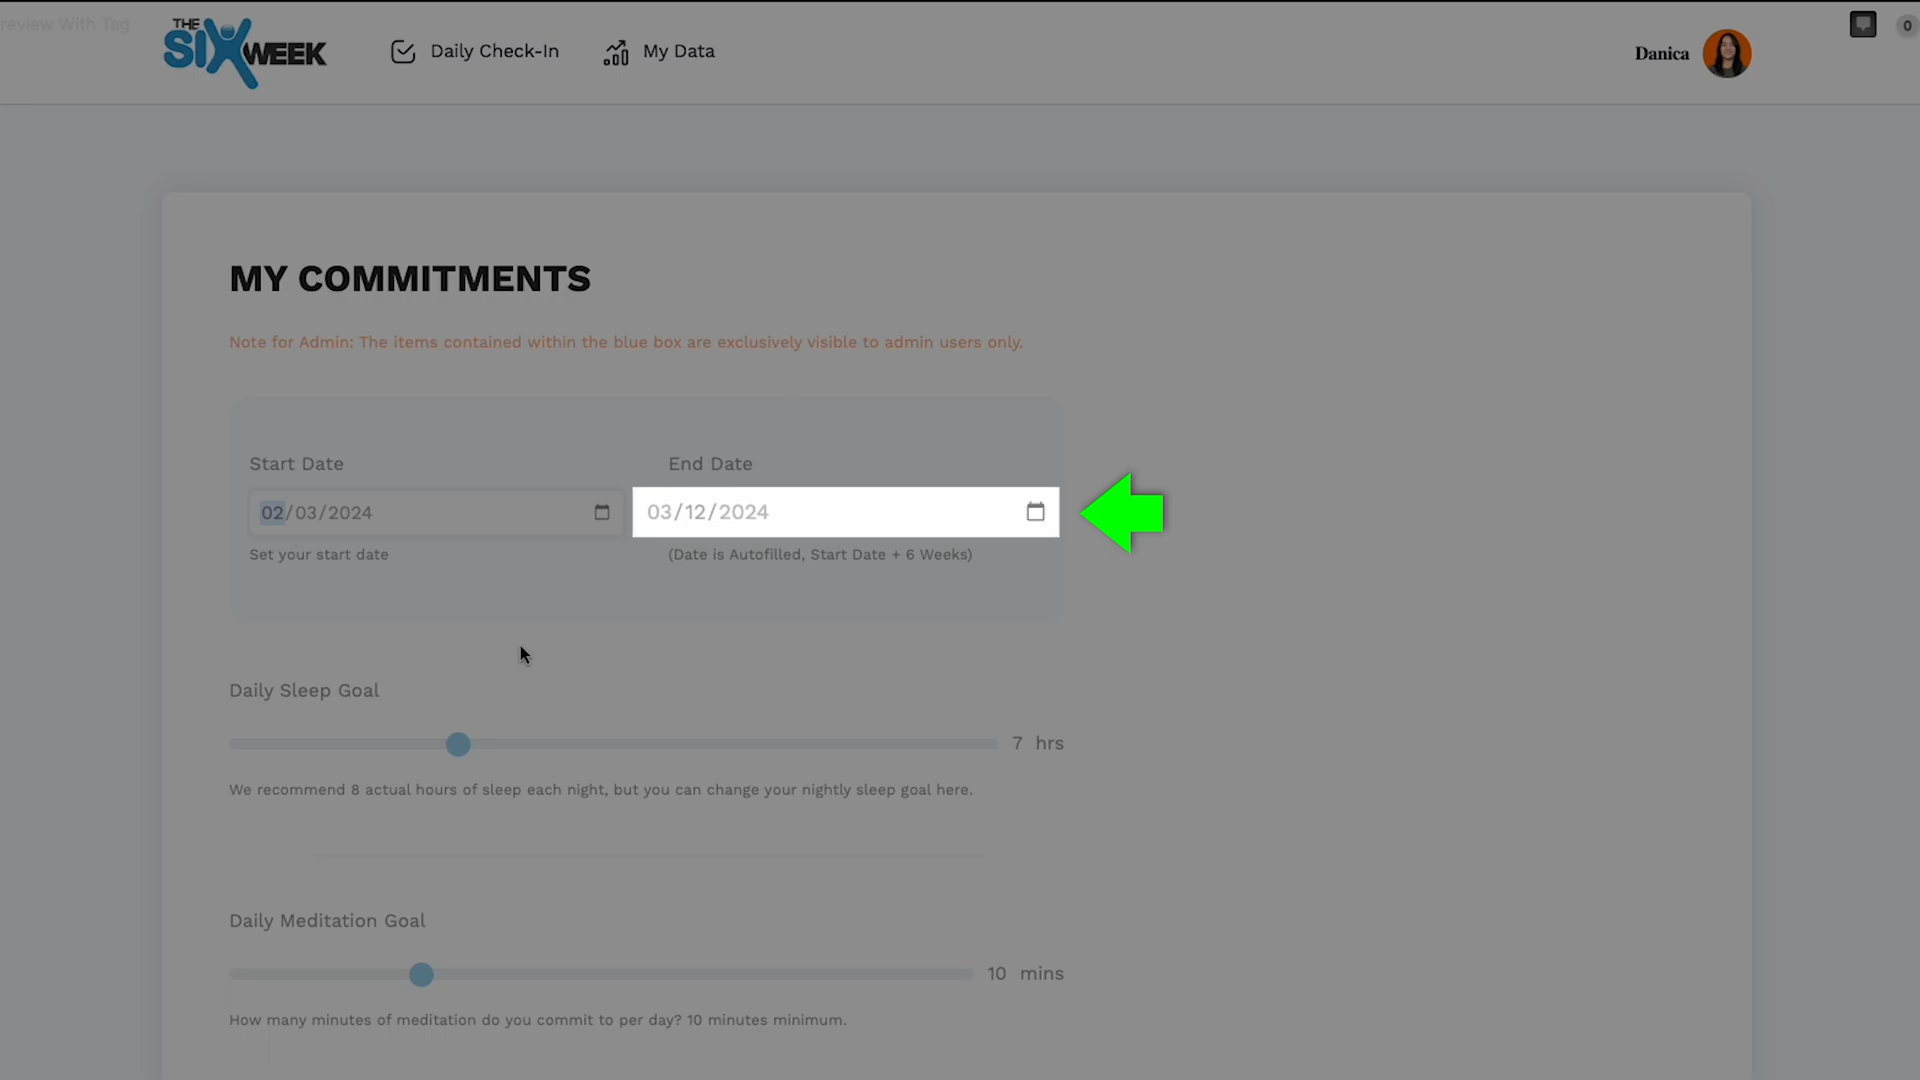 review With Tag
THE
SIX WEEK
Daily Check-In
My Data
Danica
0
MY COMMITMENTS
Note for Admin: The items contained within the blue box are exclusively visible to admin users only.
Start Date
End Date
02/03/2024
03/12/2024
Set your start date
(Date is Autofilled, Start Date + 6 Weeks)
Daily Sleep Goal
7 hrs
We recommend 8 actual hours of sleep each night, but you can change your nightly sleep goal here.
Daily Meditation Goal
10 mins
How many minutes of meditation do you commit to per day? 10 minutes minimum.